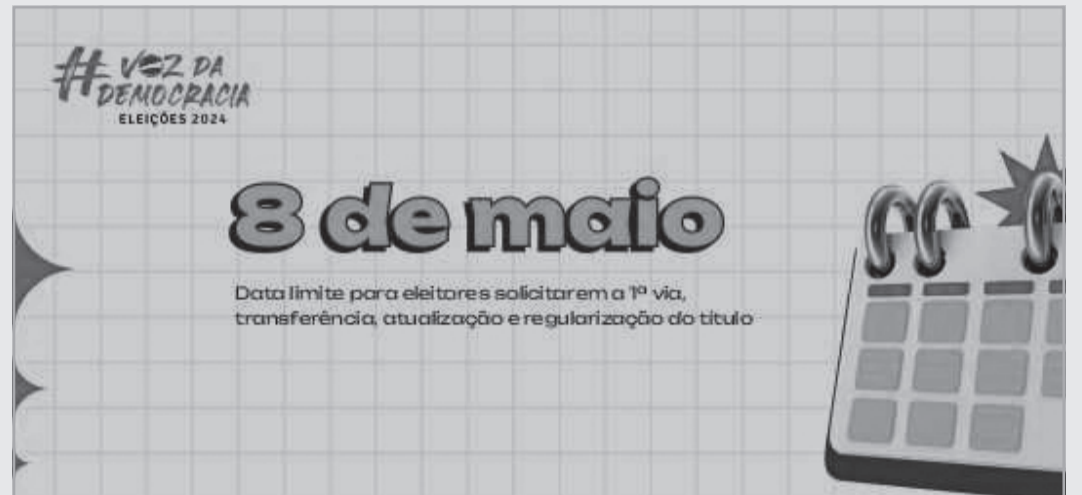 # VOZ DA
DEMOCRACIA
ELEIÇÕES 2024
8 de maio
Data limite para eleitores solicitarem a 1ª via,
transferência, atualização e regularização do título